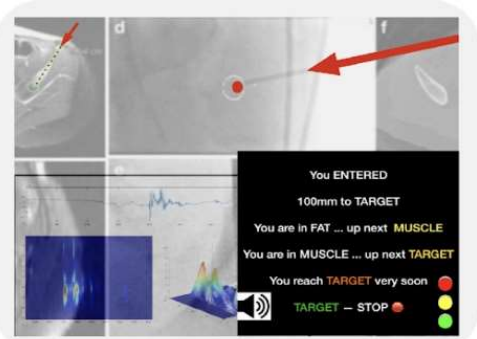 d
f
You ENTERED
100mm to TARGET
You are in FAT ... up next MUSCLE
You are in MUSCLE ... up next TARGET
You reach TARGET very soon
TARGET – STOP